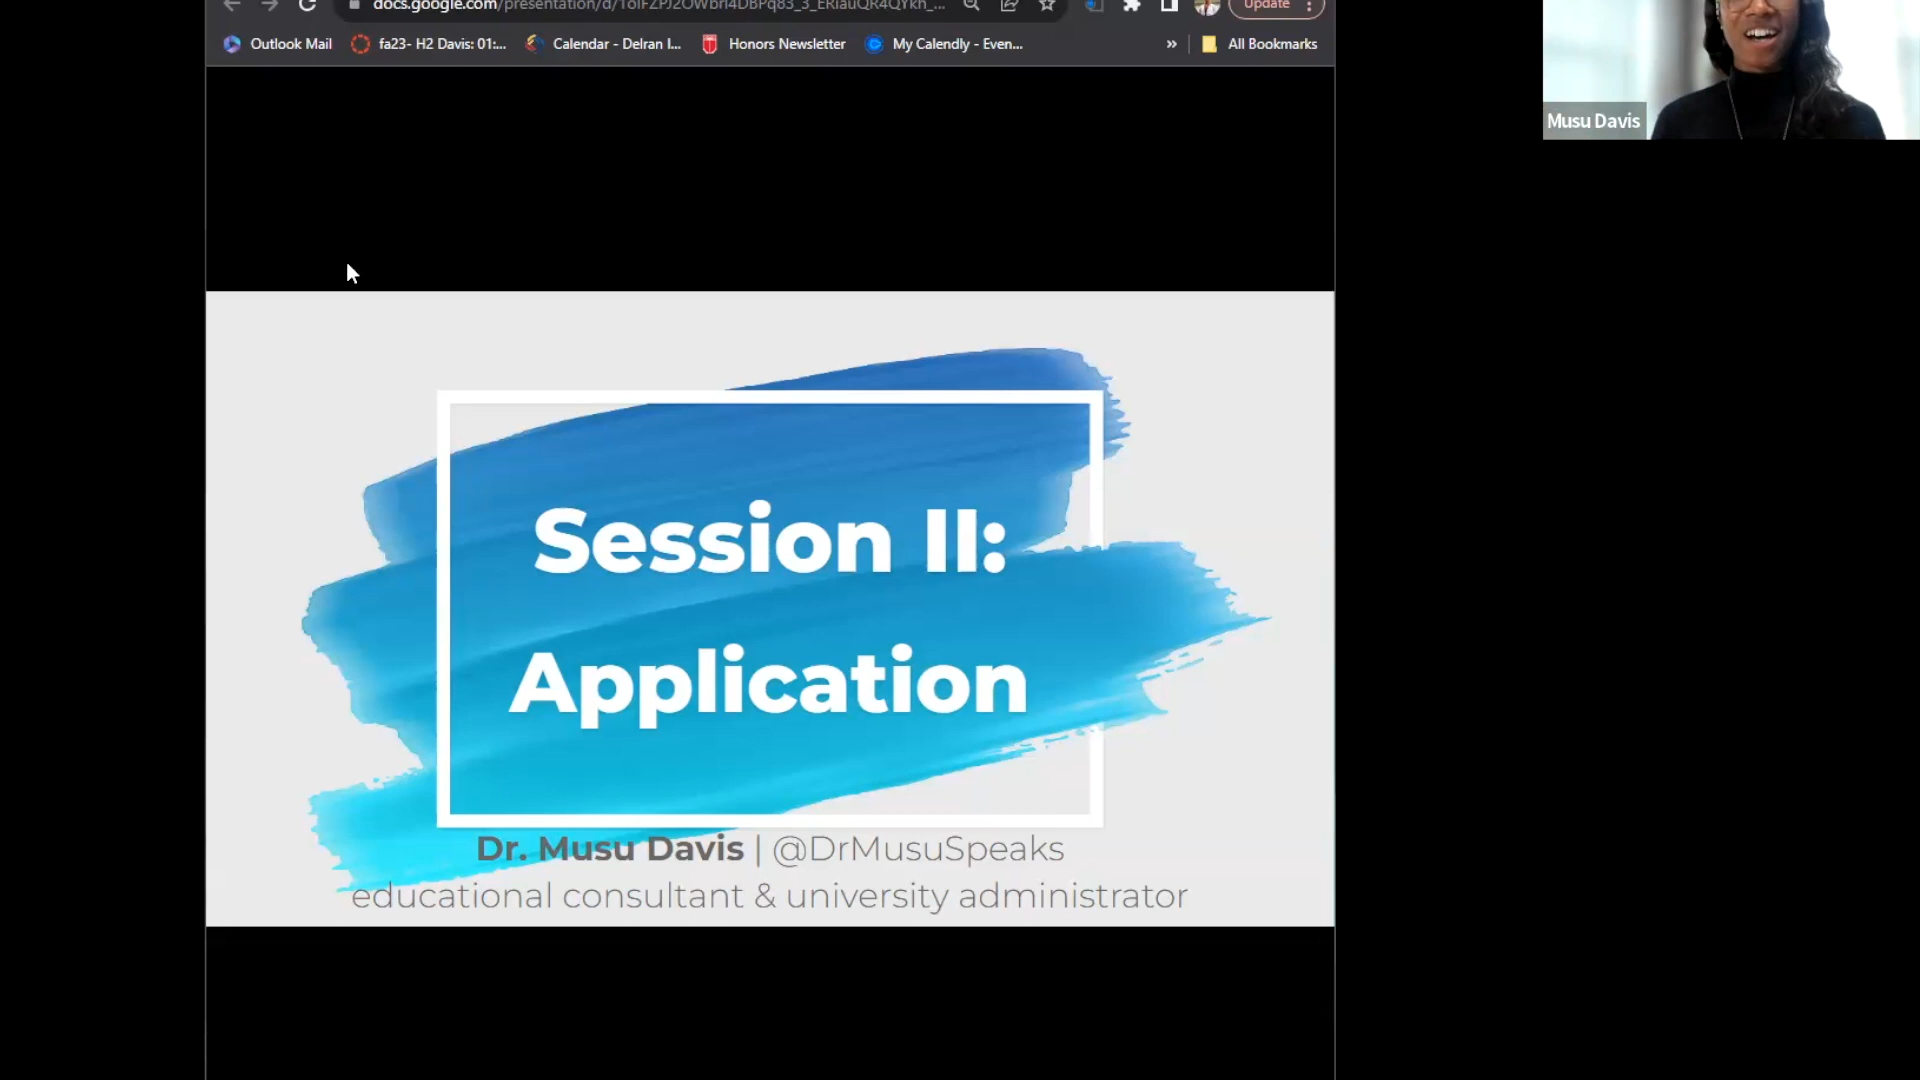 docs.google.com/presentation/d/
Update
Outlook Mail
fa23- H2 Davis: 01:...
Calendar - Delran I...
Honors Newsletter
My Calendly - Even...
»
All Bookmarks
Musu Davis
Session II:
Application
Dr. Musu Davis | @DrMusuSpeaks
educational consultant & university administrator